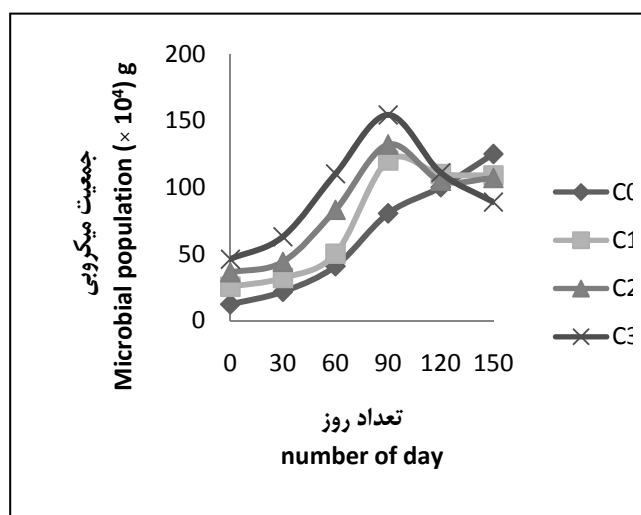 جمعیت میکروبی
Microbial population (× 10⁴) g
200
150
100
50
0
0 30 60 90 120 150
تعداد روز
number of day
C0
C1
C2
C3